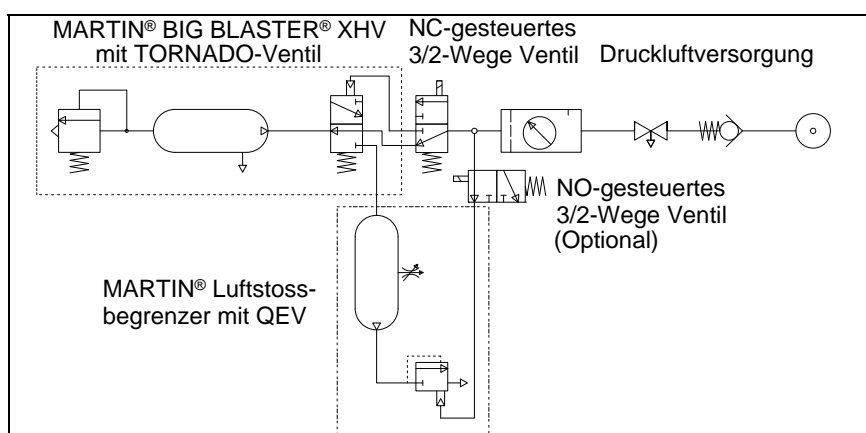 MARTIN® BIG BLASTER® XHV
mit TORNADO-Ventil
NC-gesteuertes
3/2-Wege Ventil
Druckluftversorgung
NO-gesteuertes
3/2-Wege Ventil
(Optional)
MARTIN® Luftstoss-
begrenzer mit QEV